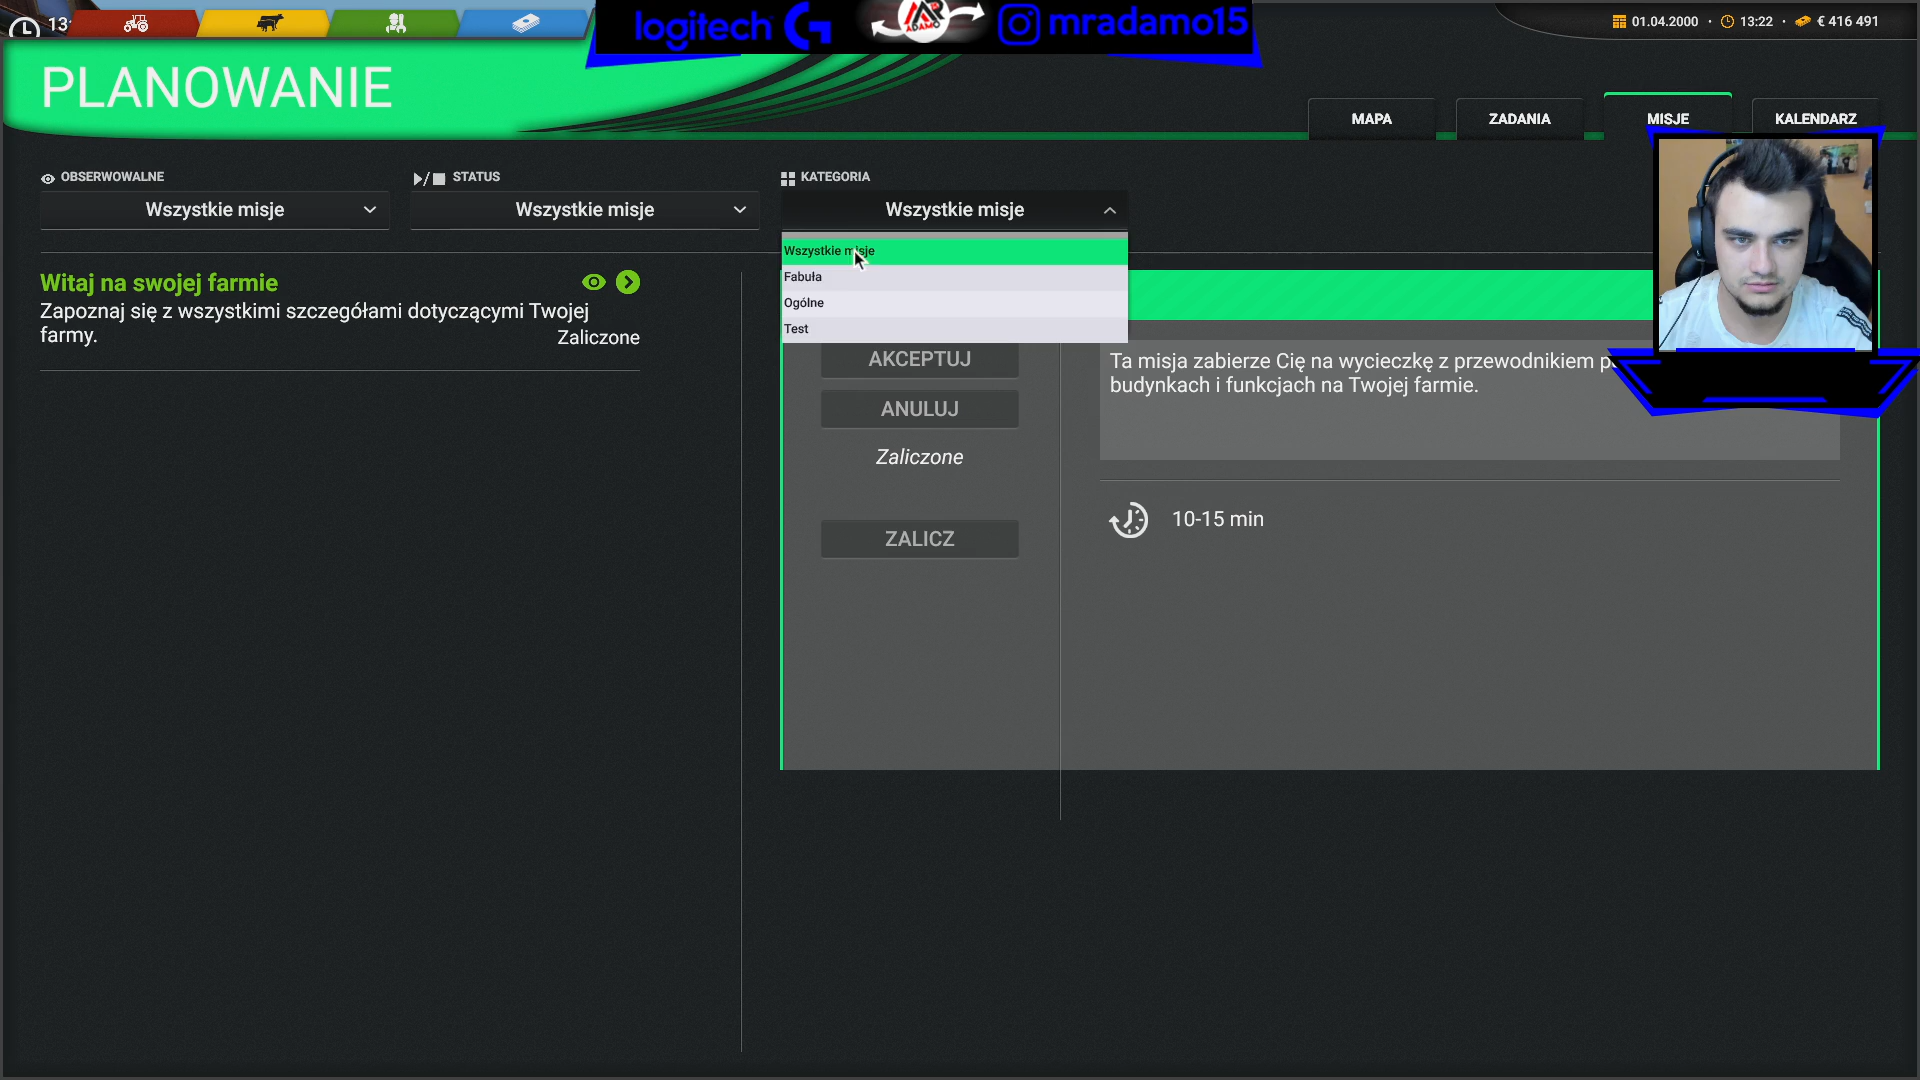 13:
logitech G
MR
ADAMO
mradamo15
01.04.2000 • 13:22 • € 416 491
PLANOWANIE
MAPA
ZADANIA
MISJE
KALENDARZ
OBSERWOWALNE
STATUS
KATEGORIA
Wszystkie misje
Wszystkie misje
Wszystkie misje
Wszystkie misje
Fabuła
Ogólne
Test
Witaj na swojej farmie
Zapoznaj się z wszystkimi szczegółami dotyczącymi Twojej
farmy.
Zaliczone
AKCEPTUJ
ANULUJ
Zaliczone
ZALICZ
Ta misja zabierze Cię na wycieczkę z przewodnikiem
budynkach i funkcjach na Twojej farmie.
10-15 min